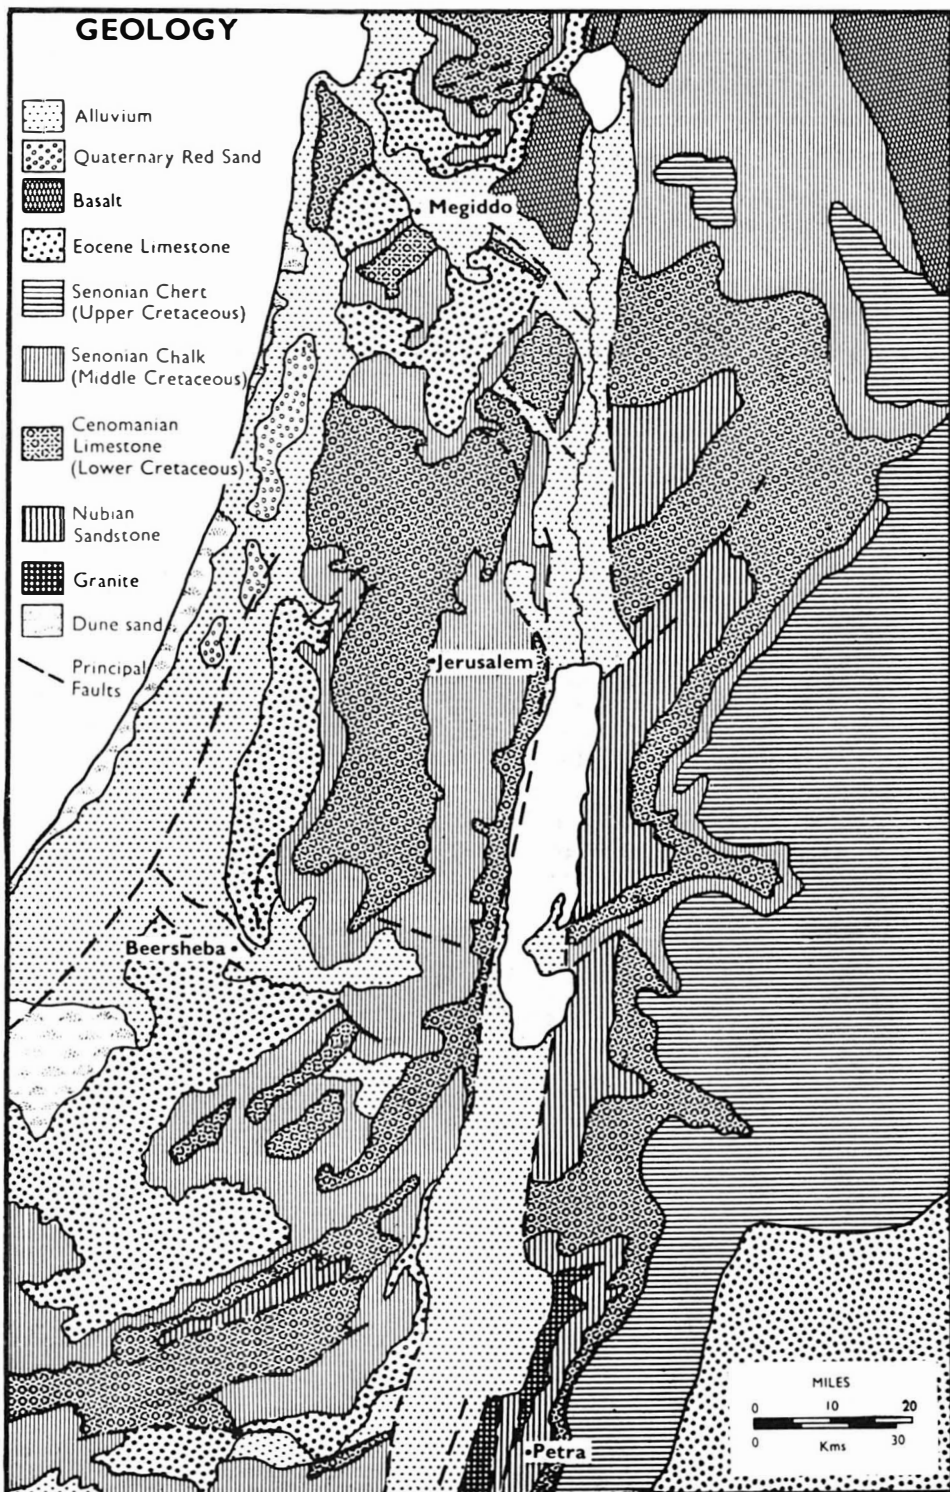 GEOLOGY
Alluvium
Quaternary Red Sand
Basalt
Eocene Limestone
Senonian Chert
(Upper Cretaceous)
Senonian Chalk
(Middle Cretaceous)
Cenomanian
Limestone
(Lower Cretaceous)
Nubian
Sandstone
Granite
Dune sand
Principal
Faults
Megiddo
Jerusalem
Beersheba
Petra
MILES
0 10 20
0 30
Kms